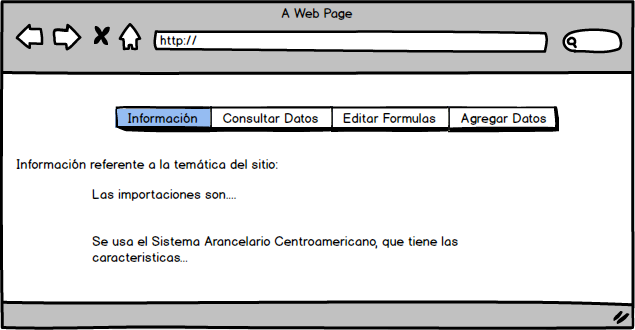 A Web Page
http://
Información
Consultar Datos
Editar Formulas
Agregar Datos
Información referente a la temática del sitio:
Las importaciones son....
Se usa el Sistema Arancelario Centroamericano, que tiene las
caracteristicas...